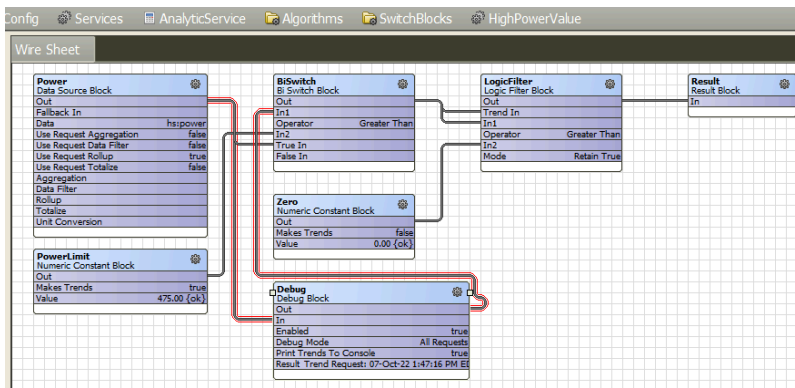 Config Services AnalyticService Algorithms SwitchBlocks HighPowerValue
Wire Sheet
Power
Data Source Block
Out
Fallback In
Data hs:power
Use Request Aggregation false
Use Request Data Filter false
Use Request Rollup true
Use Request Totalize false
Aggregation
Data Filter
Rollup
Totalize
Unit Conversion
PowerLimit
Numeric Constant Block
Out
Makes Trends true
Value 475.00 {ok}
BiSwitch
Bi Switch Block
Out
In1
Operator Greater Than
In2
True In
False In
Zero
Numeric Constant Block
Out
Makes Trends false
Value 0.00 {ok}
Debug
Debug Block
Out
In
Enabled true
Debug Mode All Requests
Print Trends To Console true
Result Trend Request: 07-Oct-22 1:47:16 PM ED
LogicFilter
Logic Filter Block
Out
Trend In
In1
Operator Greater Than
In2
Mode Retain True
Result
Result Block
In